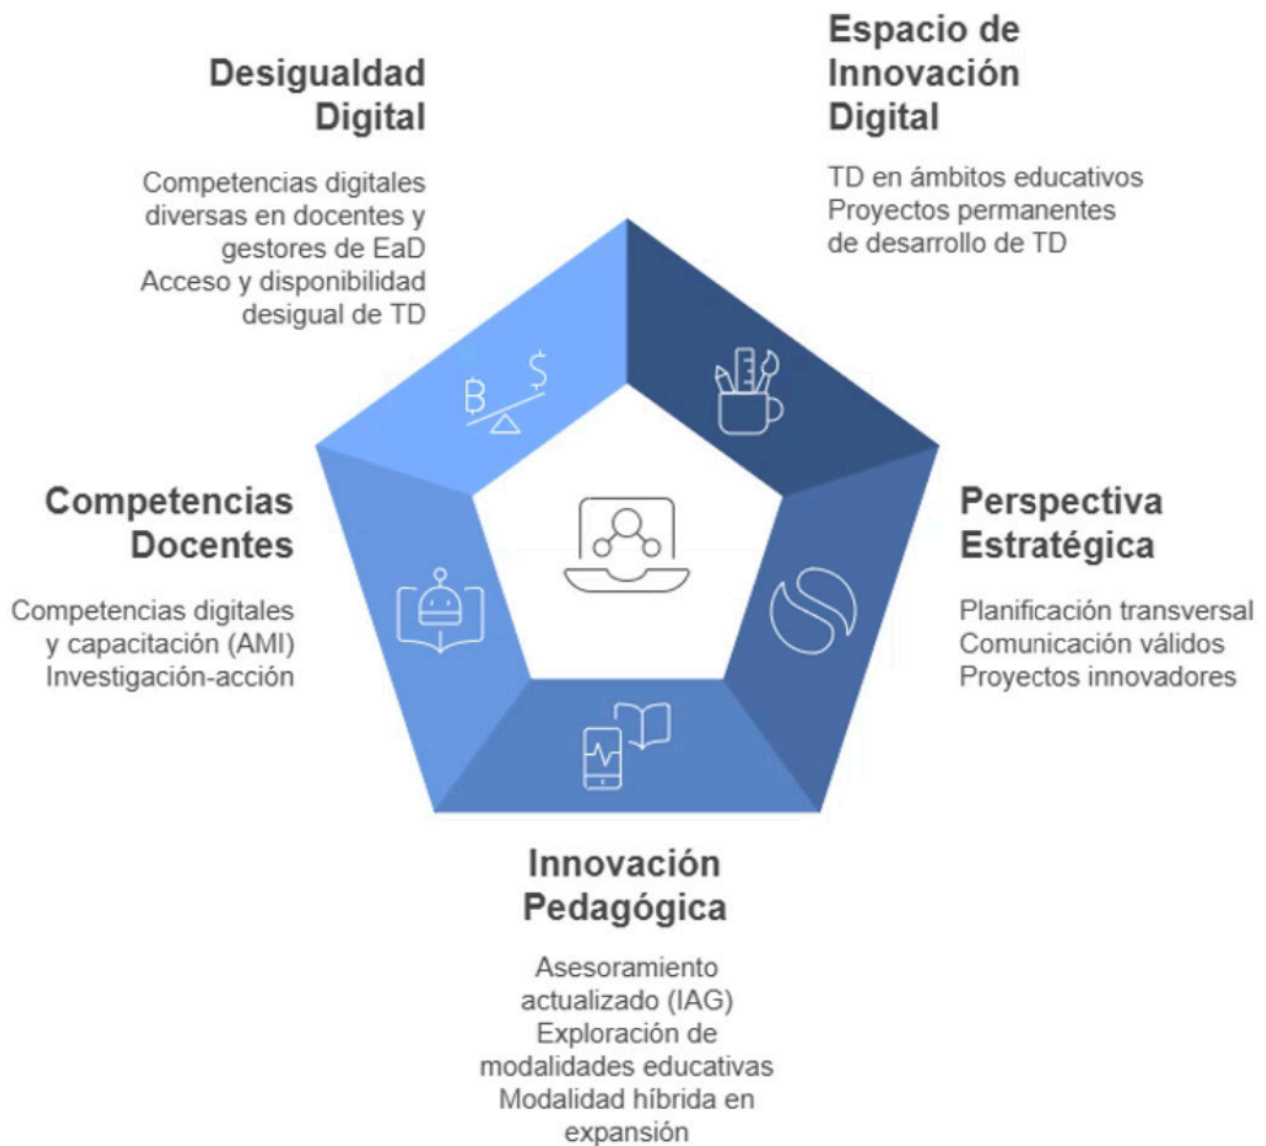 Desigualdad
Digital
Competencias digitales
diversas en docentes y
gestores de EaD
Acceso y disponibilidad
desigual de TD
Espacio de
Innovación
Digital
TD en ámbitos educativos
Proyectos permanentes
de desarrollo de TD
Competencias
Docentes
Competencias digitales
y capacitación (AMI)
Investigación-acción
Perspectiva
Estratégica
Planificación transversal
Comunicación válidos
Proyectos innovadores
Innovación
Pedagógica
Asesoramiento
actualizado (IAG)
Exploración de
modalidades educativas
Modalidad híbrida en
expansión